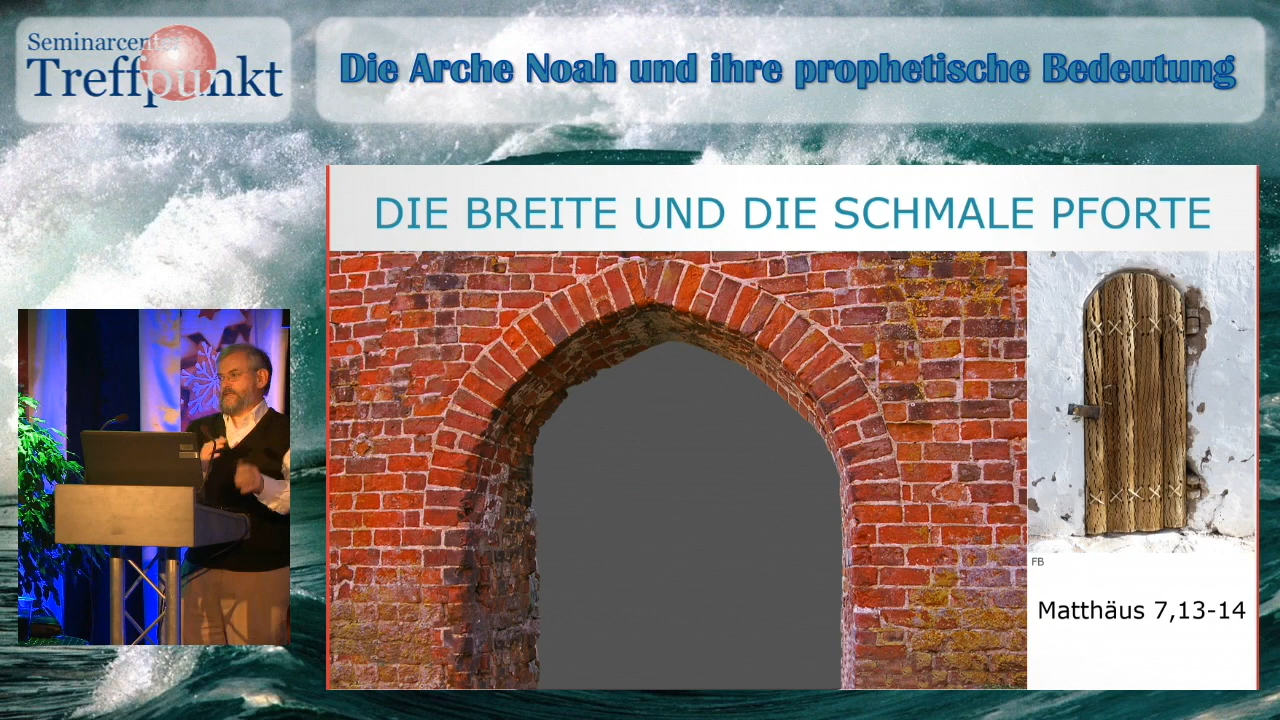 Seminarcenter
Treffpunkt
Die Arche Noah und ihre prophetische Bedeutung
DIE BREITE UND DIE SCHMALE PFORTE
FB
Matthäus 7,13-14